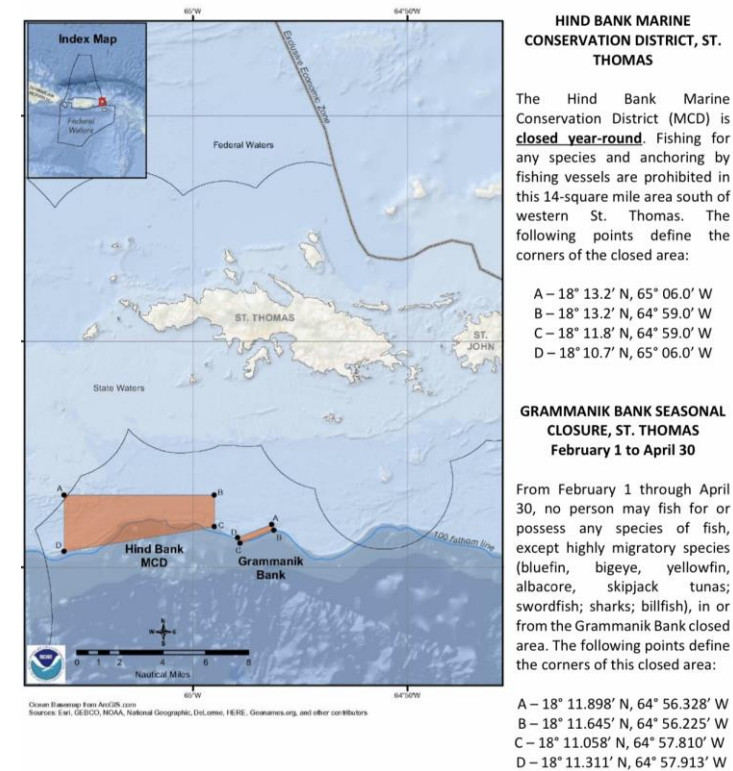 65°W
64°50'W
Index Map
Federal
Waters
Exclusive Economic Zone
Federal Waters
ST. THOMAS
ST.
JOHN
State Waters
A
B
C
D
Hind Bank
MCD
A
B
C
D
Grammanik
Bank
100 fathom line
N
W
E
S
0 1 2 4 6 8
Nautical Miles
65°W
64°50'W
Ocean Basemap from ArcGIS.com
Sources: Esri, GEBCO, NOAA, National Geographic, DeLorme, HERE, Geonames.org, and other contributors
HIND BANK MARINE
CONSERVATION DISTRICT, ST.
THOMAS
The Hind Bank Marine
Conservation District (MCD) is
closed year-round. Fishing for
any species and anchoring by
fishing vessels are prohibited in
this 14-square mile area south of
western St. Thomas. The
following points define the
corners of the closed area:
A – 18° 13.2’ N, 65° 06.0’ W
B – 18° 13.2’ N, 64° 59.0’ W
C – 18° 11.8’ N, 64° 59.0’ W
D – 18° 10.7’ N, 65° 06.0’ W
GRAMMANIK BANK SEASONAL
CLOSURE, ST. THOMAS
February 1 to April 30
From February 1 through April
30, no person may fish for or
possess any species of fish,
except highly migratory species
(bluefin, bigeye, yellowfin,
albacore, skipjack tunas;
swordfish; sharks; billfish), in or
from the Grammanik Bank closed
area. The following points define
the corners of this closed area:
A – 18° 11.898’ N, 64° 56.328’ W
B – 18° 11.645’ N, 64° 56.225’ W
C – 18° 11.058’ N, 64° 57.810’ W
D – 18° 11.311’ N, 64° 57.913’ W